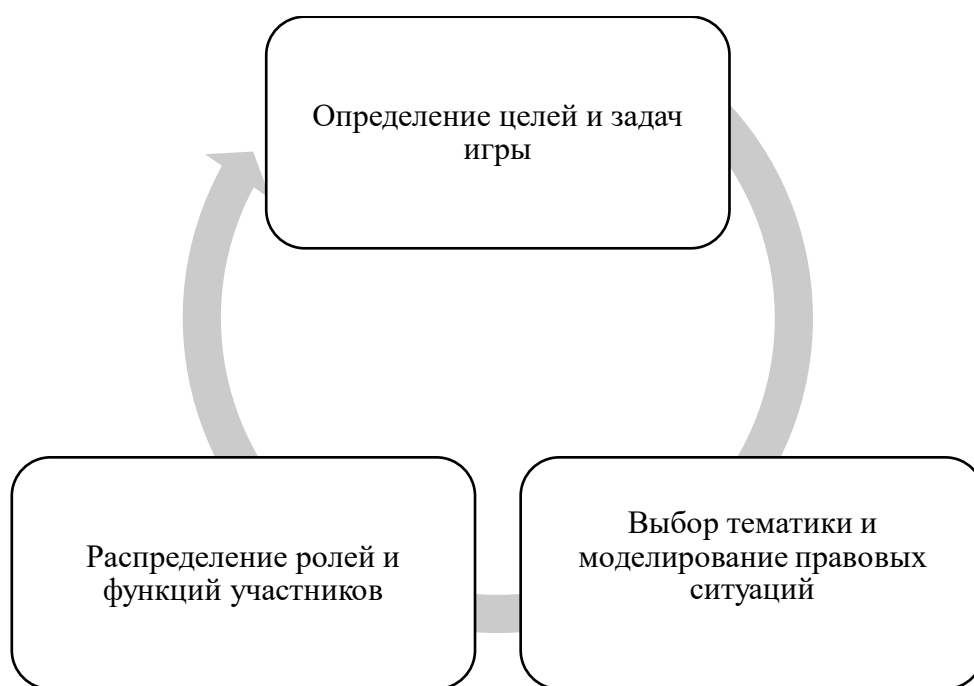 Определение целей и задач
игры
Выбор тематики и
моделирование правовых
ситуаций
Распределение ролей и
функций участников